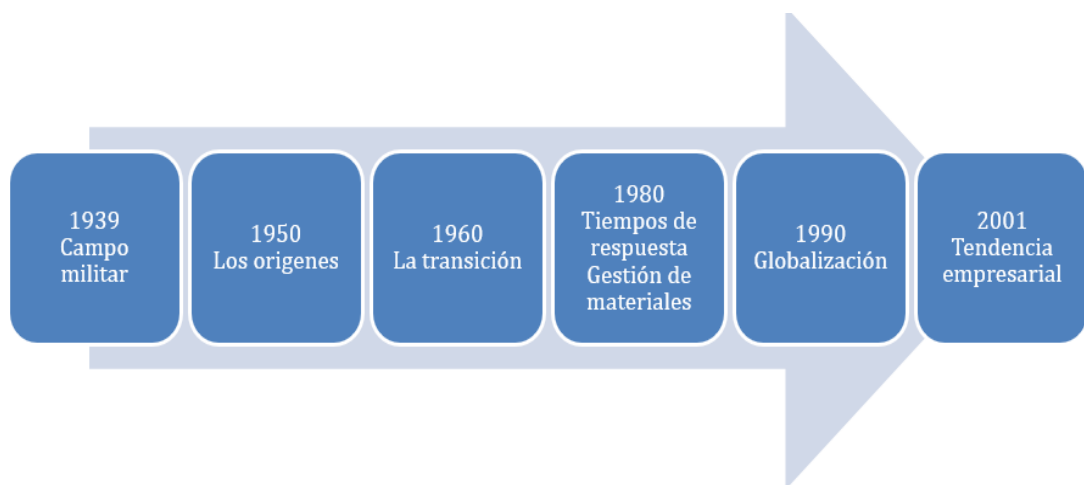 1939
Campo
militar
1950
Los origenes
1960
La transición
1980
Tiempos de
respuesta
Gestión de
materiales
1990
Globalización
2001
Tendencia
empresarial